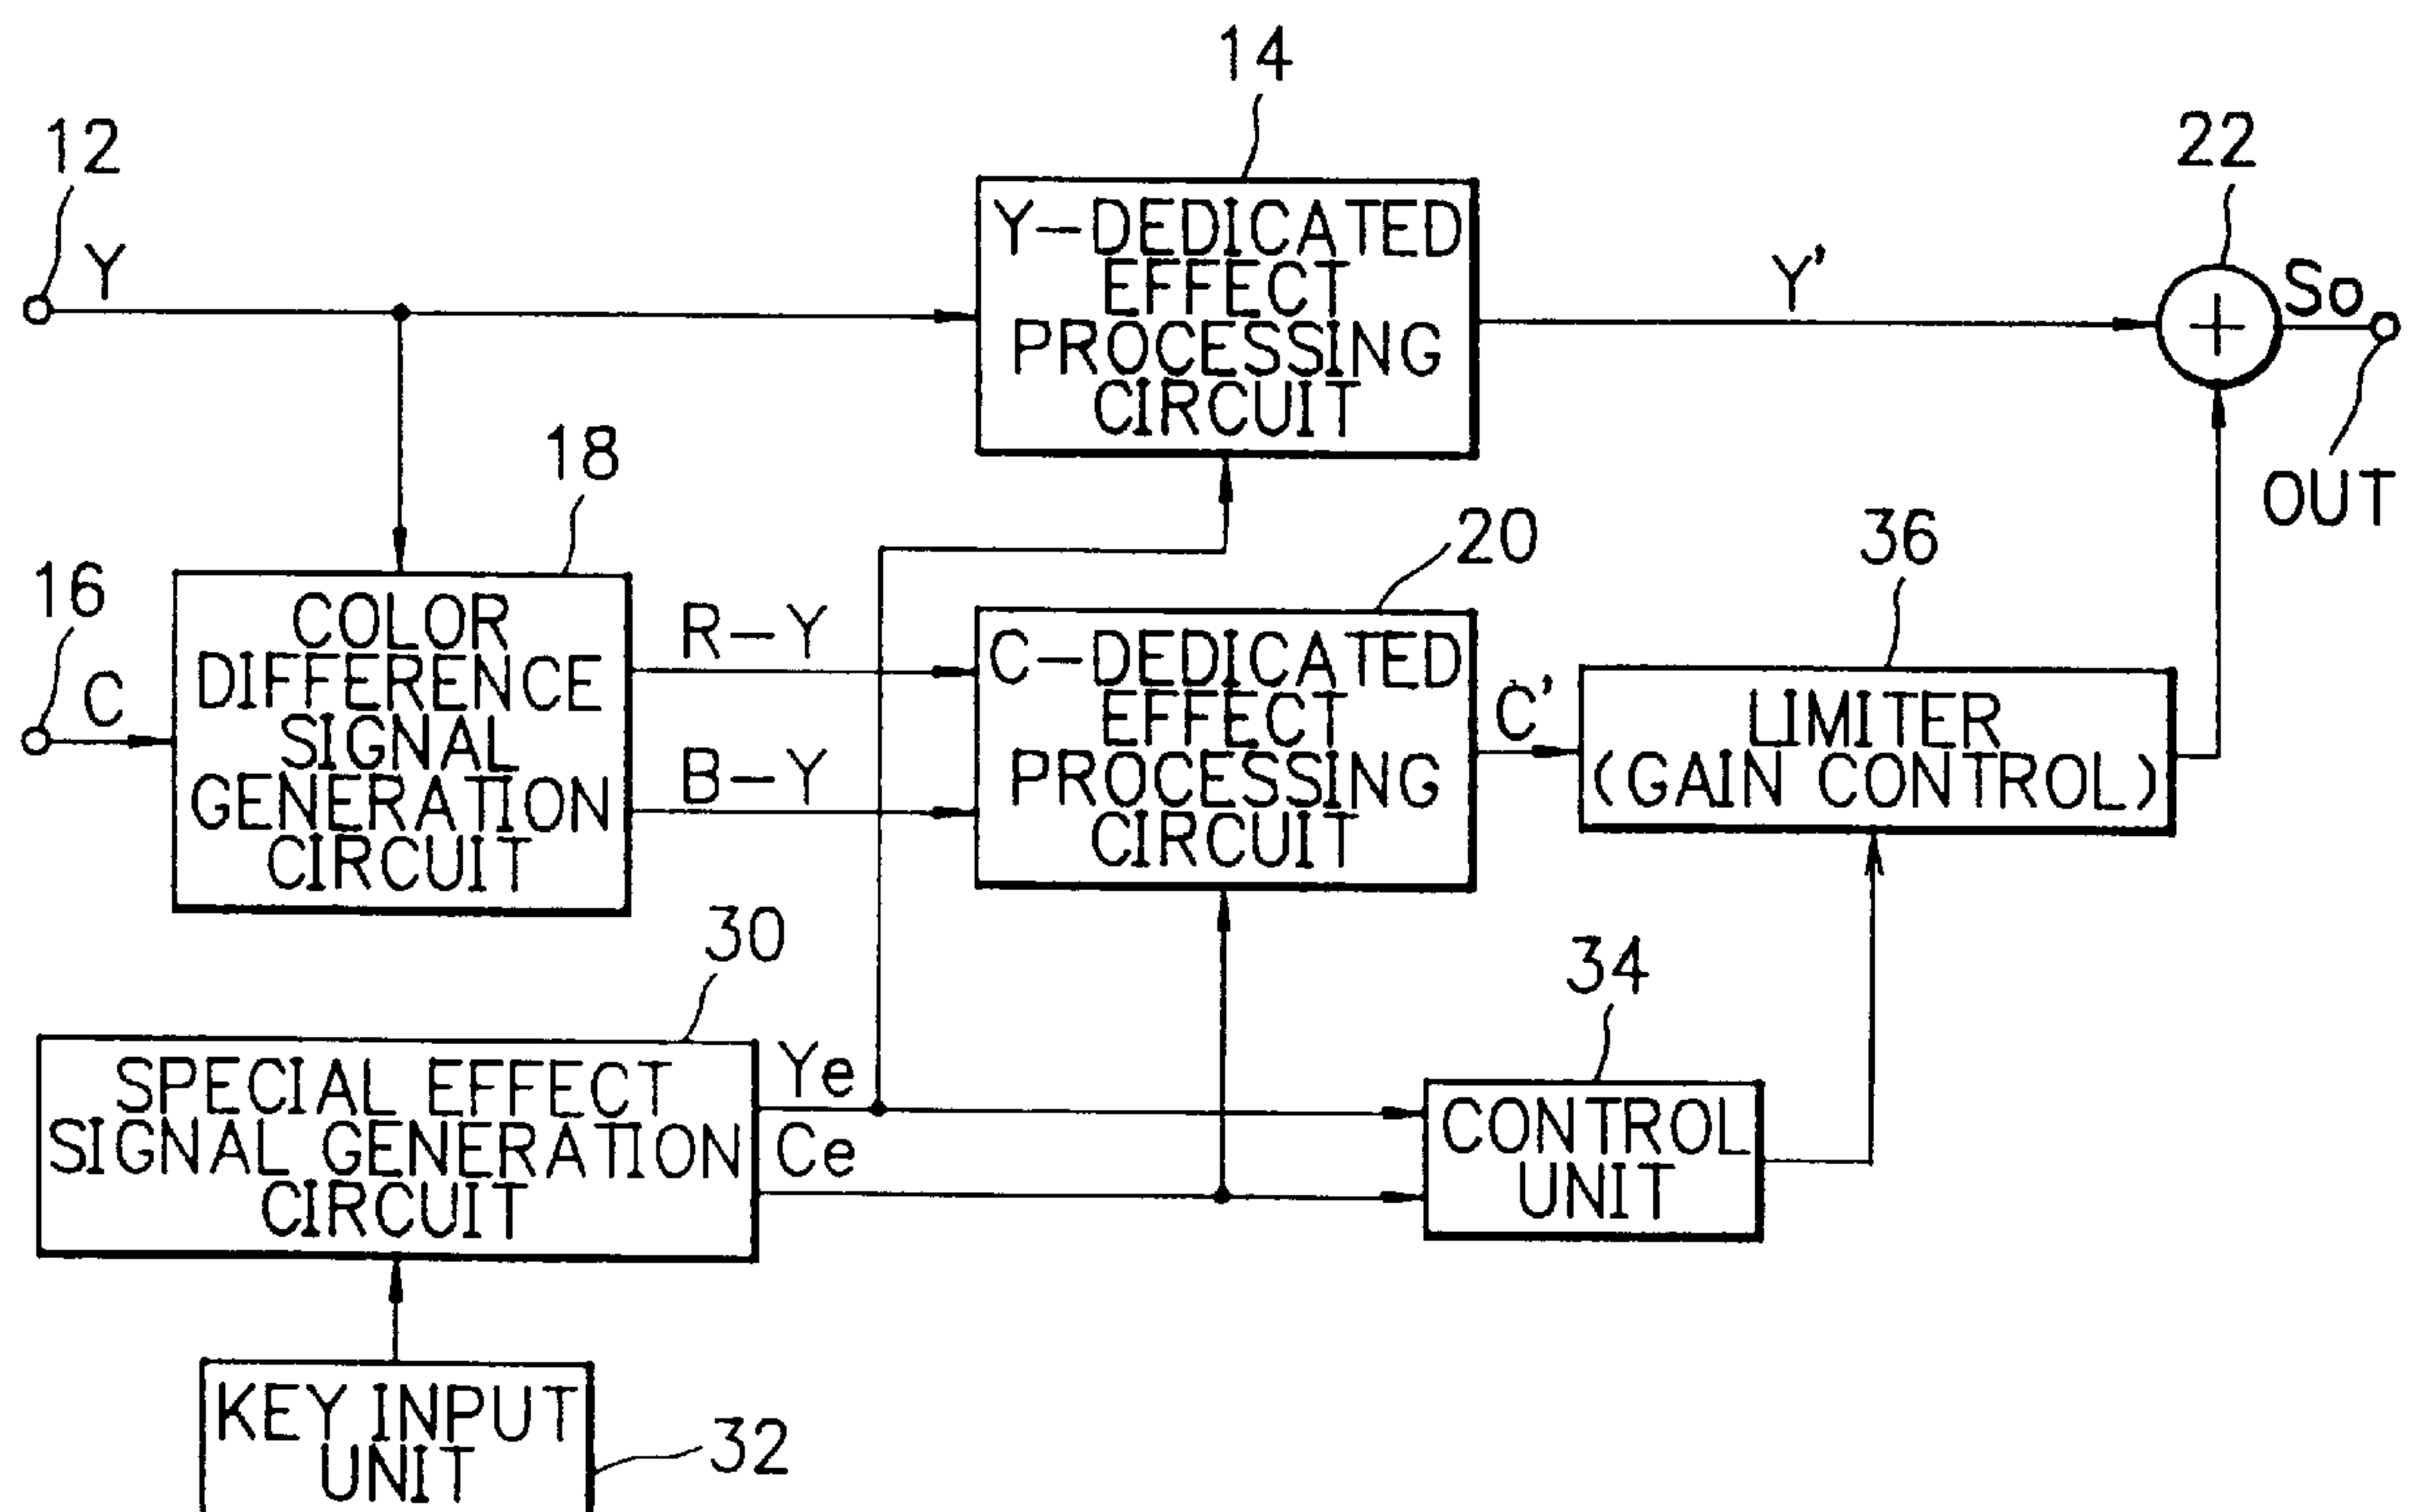 14
12
22
Y
Y-DEDICATED
EFFECT
PROCESSING
CIRCUIT
Y'
So
OUT
18
20
36
16
C
COLOR
DIFFERENCE
SIGNAL
GENERATION
CIRCUIT
R-Y
B-Y
C-DEDICATED
EFFECT
PROCESSING
CIRCUIT
C'
LIMITER
(GAIN CONTROL)
30
34
SPECIAL EFFECT
SIGNAL GENERATION
CIRCUIT
Ye
Ce
CONTROL
UNIT
KEY INPUT
UNIT
32